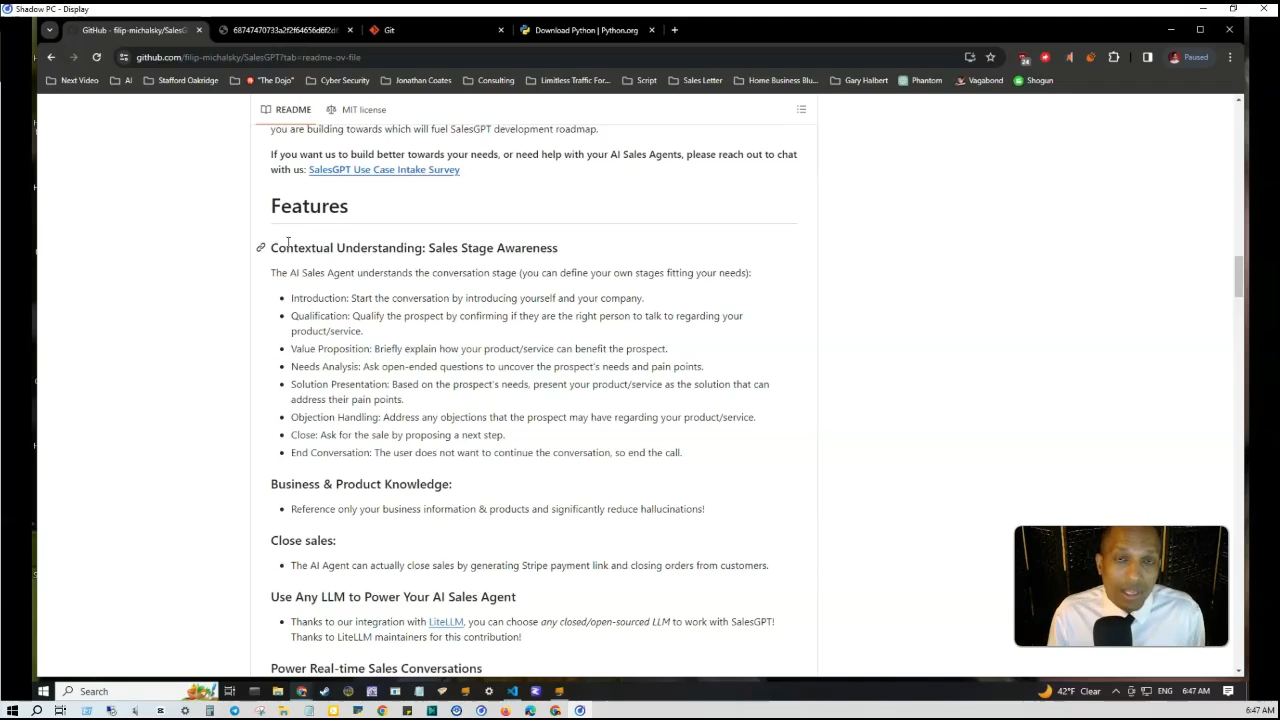 Shadow PC - Display
GitHub - filip-michalsky/SalesG
68747470733a2f2f64656d6f2d6
Git
Download Python | Python.org
github.com/filip-michalsky/SalesGPT?tab=readme-ov-file
24
Paused
Next Video
AI
Stafford Oakridge
"The Dojo"
Cyber Security
Jonathan Coates
Consulting
Limitless Traffic For...
Script
Sales Letter
Home Business Blu...
Gary Halbert
Phantom
Vagabond
Shogun
README
MIT license
you are building towards which will fuel SalesGPT development roadmap.
If you want us to build better towards your needs, or need help with your AI Sales Agents, please reach out to chat
with us: SalesGPT Use Case Intake Survey
Features
Contextual Understanding: Sales Stage Awareness
The AI Sales Agent understands the conversation stage (you can define your own stages fitting your needs):
Introduction: Start the conversation by introducing yourself and your company.
Qualification: Qualify the prospect by confirming if they are the right person to talk to regarding your
product/service.
Value Proposition: Briefly explain how your product/service can benefit the prospect.
Needs Analysis: Ask open-ended questions to uncover the prospect's needs and pain points.
Solution Presentation: Based on the prospect's needs, present your product/service as the solution that can
address their pain points.
Objection Handling: Address any objections that the prospect may have regarding your product/service.
Close: Ask for the sale by proposing a next step.
End Conversation: The user does not want to continue the conversation, so end the call.
Business & Product Knowledge:
Reference only your business information & products and significantly reduce hallucinations!
Close sales:
The AI Agent can actually close sales by generating Stripe payment link and closing orders from customers.
Use Any LLM to Power Your AI Sales Agent
Thanks to our integration with LiteLLM, you can choose any closed/open-sourced LLM to work with SalesGPT!
Thanks to LiteLLM maintainers for this contribution!
Power Real-time Sales Conversations
Search
42°F Clear
ENG
6:47 AM
6:47 AM